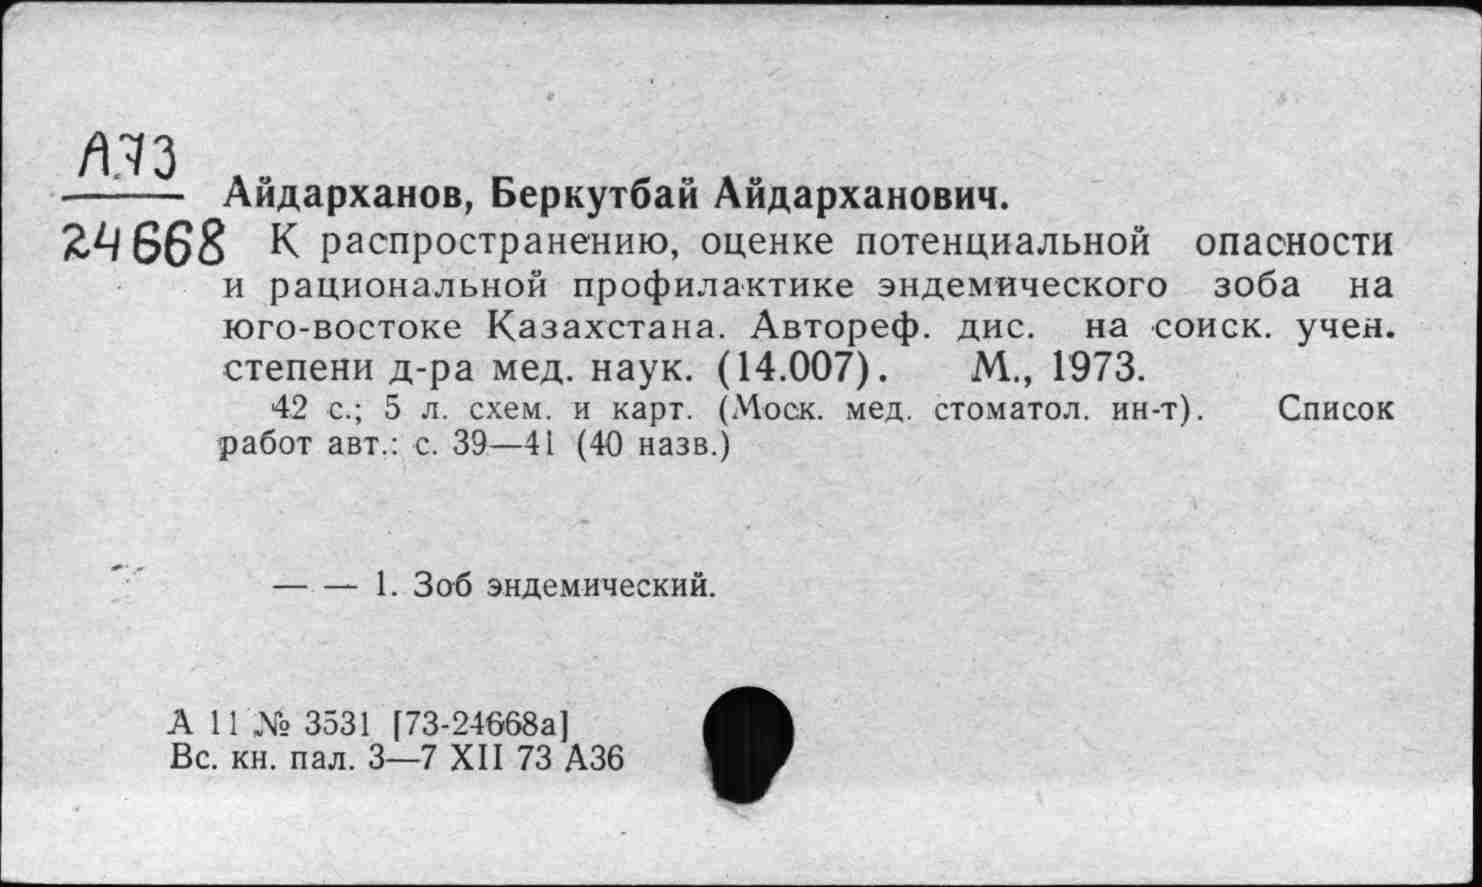 А73
Айдарханов, Беркутбай Айдарханович.
24668 К распространению, оценке потенциальной опасности
и рациональной профилактике эндемического зоба на
юго-востоке Казахстана. Автореф. дис. на соиск. учен.
степени д-ра мед. наук. (14.007). М., 1973.
42 с.; 5 л. схем. и карт. (Моск. мед. стоматол. ин-т). Список
работ авт.: с. 39—41 (40 назв.)
— — 1. Зоб эндемический.
А 11 № 3531 [73-24668а]
Вс. кн. пал. 3—7 XII 73 А36